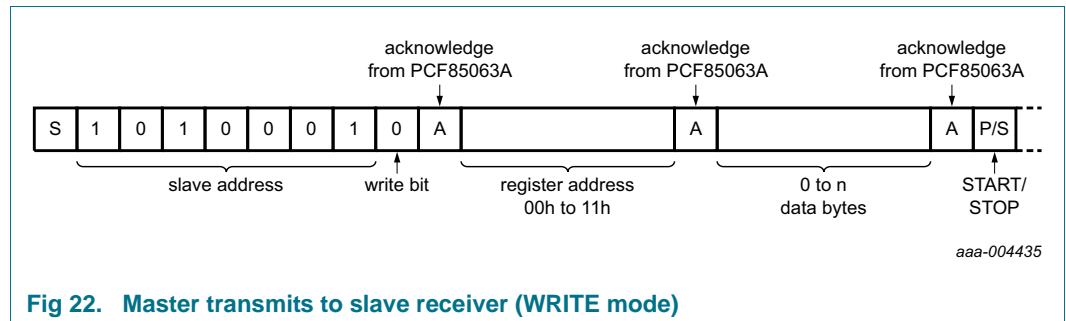 acknowledge
from PCF85063A
acknowledge
from PCF85063A
acknowledge
from PCF85063A
S 1 0 1 0 0 0 1 0 A A A P/S
slave address
write bit
register address
00h to 11h
0 to n
data bytes
START/
STOP
aaa-004435
Fig 22. Master transmits to slave receiver (WRITE mode)